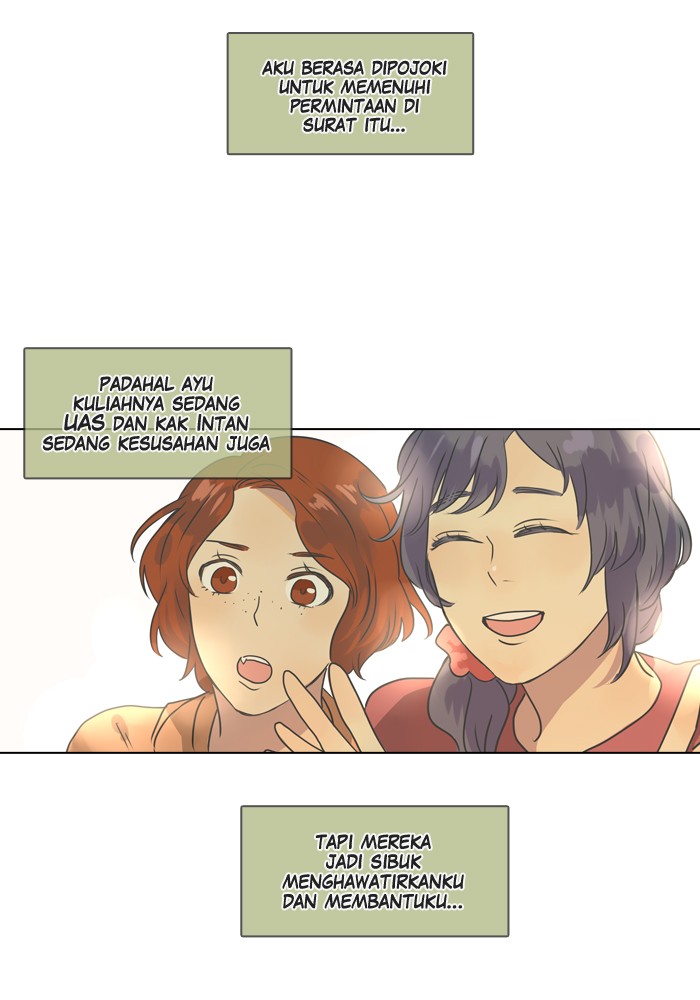 AKU BERASA DIPOJOKI
UNTUK MEMENUHI
PERMINTAAN DI
SURAT ITU...
PADAHAL AYU
KULIAHNYA SEDANG
UAS DAN KAK INTAN
SEDANG KESUSAHAN JUGA
TAPI MEREKA
JADI SIBUK
MENGHAWATIRKANKU
DAN MEMBANTUKU...